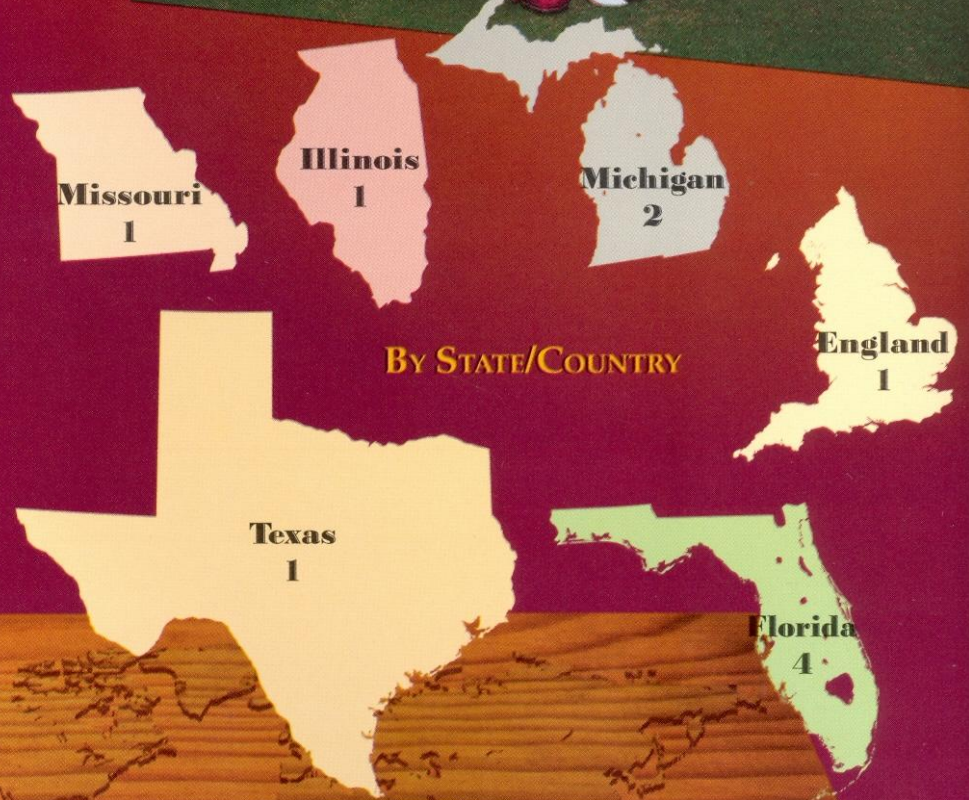 Illinois
1
Michigan
2
Missouri
1
England
1
By State/Country
Texas
1
Florida
4